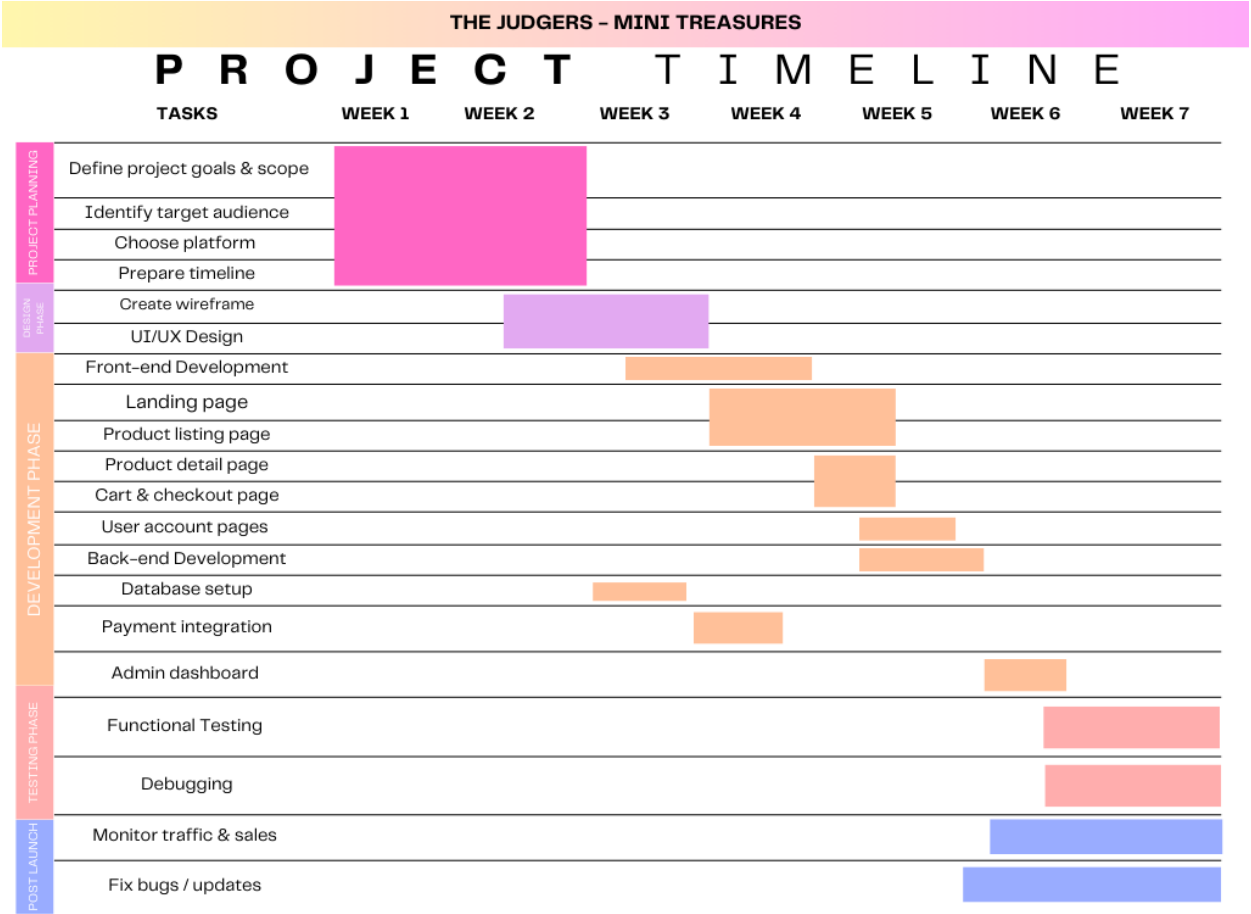 THE JUDGERS - MINI TREASURES
PROJECT TIMELINE
TASKS WEEK 1 WEEK 2 WEEK 3 WEEK 4 WEEK 5 WEEK 6 WEEK 7
PROJECT PLANNING
Define project goals & scope
Identify target audience
Choose platform
Prepare timeline
DESIGN
PHASE
Create wireframe
UI/UX Design
DEVELOPMENT PHASE
Front-end Development
Landing page
Product listing page
Product detail page
Cart & checkout page
User account pages
Back-end Development
Database setup
Payment integration
Admin dashboard
TESTING PHASE
Functional Testing
Debugging
POST LAUNCH
Monitor traffic & sales
Fix bugs / updates